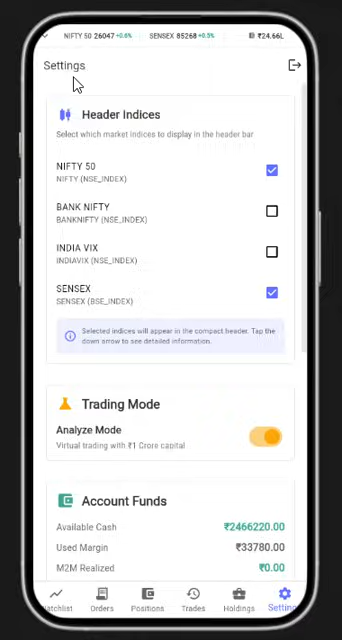 NIFTY 50 26047 +0.6% SENSEX 85268 +0.5% ₹24.66L
Settings
Header Indices
Select which market indices to display in the header bar
NIFTY 50
NIFTY (NSE_INDEX)
BANK NIFTY
BANKNIFTY (NSE_INDEX)
INDIA VIX
INDIAVIX (NSE_INDEX)
SENSEX
SENSEX (BSE_INDEX)
Selected indices will appear in the compact header. Tap the
down arrow to see detailed information.
Trading Mode
Analyze Mode
Virtual trading with ₹1 Crore capital
Account Funds
Available Cash ₹2466220.00
Used Margin ₹33780.00
M2M Realized ₹0.00
atchlist Orders Positions Trades Holdings Setting